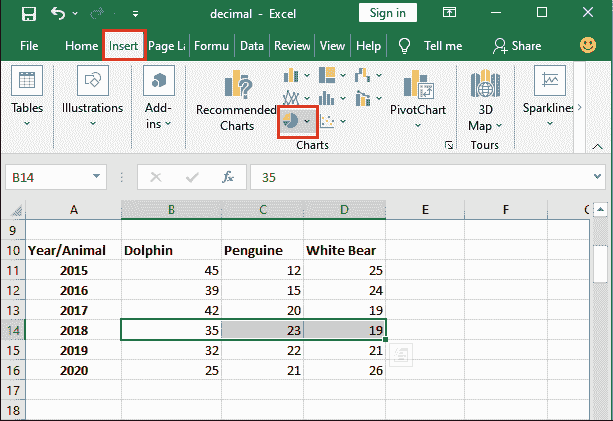 decimal - Excel Sign in
File Home Insert Page La Formu Data Review View Help Tell me Share
Tables Illustrations Add-ins Recommended Charts PivotChart 3D Map Sparklines
Charts Tours
B14 fx 35
A B C D E F
9
10 Year/Animal Dolphin Penguine White Bear
11 2015 45 12 25
12 2016 39 15 24
13 2017 42 20 19
14 2018 35 23 19
15 2019 32 22 21
16 2020 25 21 26
17
18